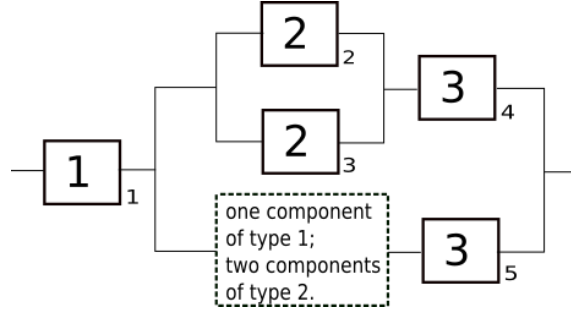 2
2
2
3
3
4
1
1
one component
of type 1;
two components
of type 2.
3
5